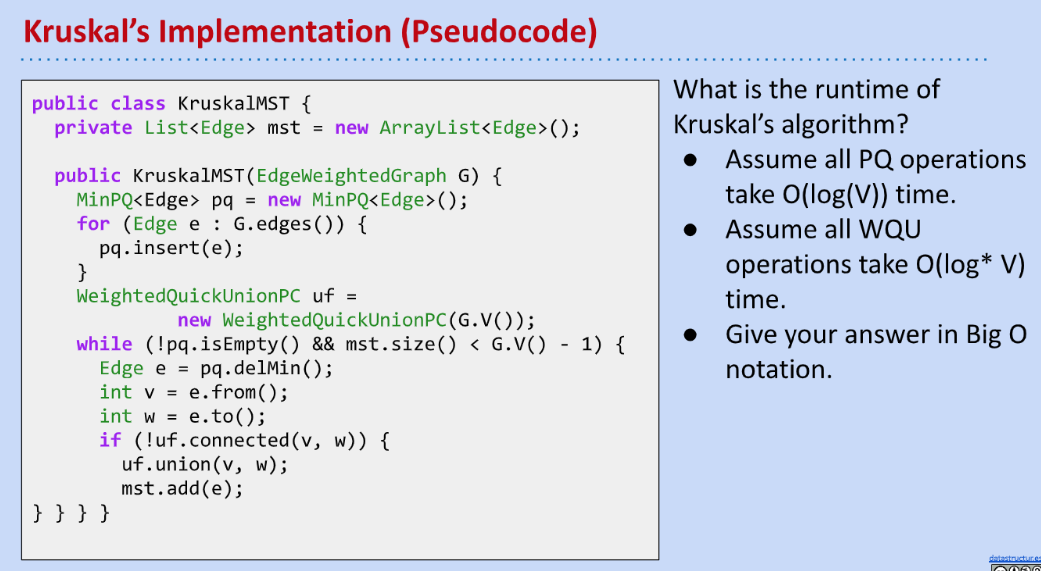 Kruskal's Implementation (Pseudocode)
public class KruskalMST {
private List<Edge> mst = new ArrayList<Edge>();
public KruskalMST(EdgeWeightedGraph G) {
MinPQ<Edge> pq = new MinPQ<Edge>();
for (Edge e : G.edges()) {
pq.insert(e);
}
WeightedQuickUnionPC uf =
new WeightedQuickUnionPC(G.V());
while (!pq.isEmpty() && mst.size() < G.V() - 1) {
Edge e = pq.delMin();
int v = e.from();
int w = e.to();
if (!uf.connected(v, w)) {
uf.union(v, w);
mst.add(e);
} } } }
What is the runtime of
Kruskal's algorithm?
● Assume all PQ operations
take O(log(V)) time.
● Assume all WQU
operations take O(log* V)
time.
● Give your answer in Big O
notation.
datastructur.es